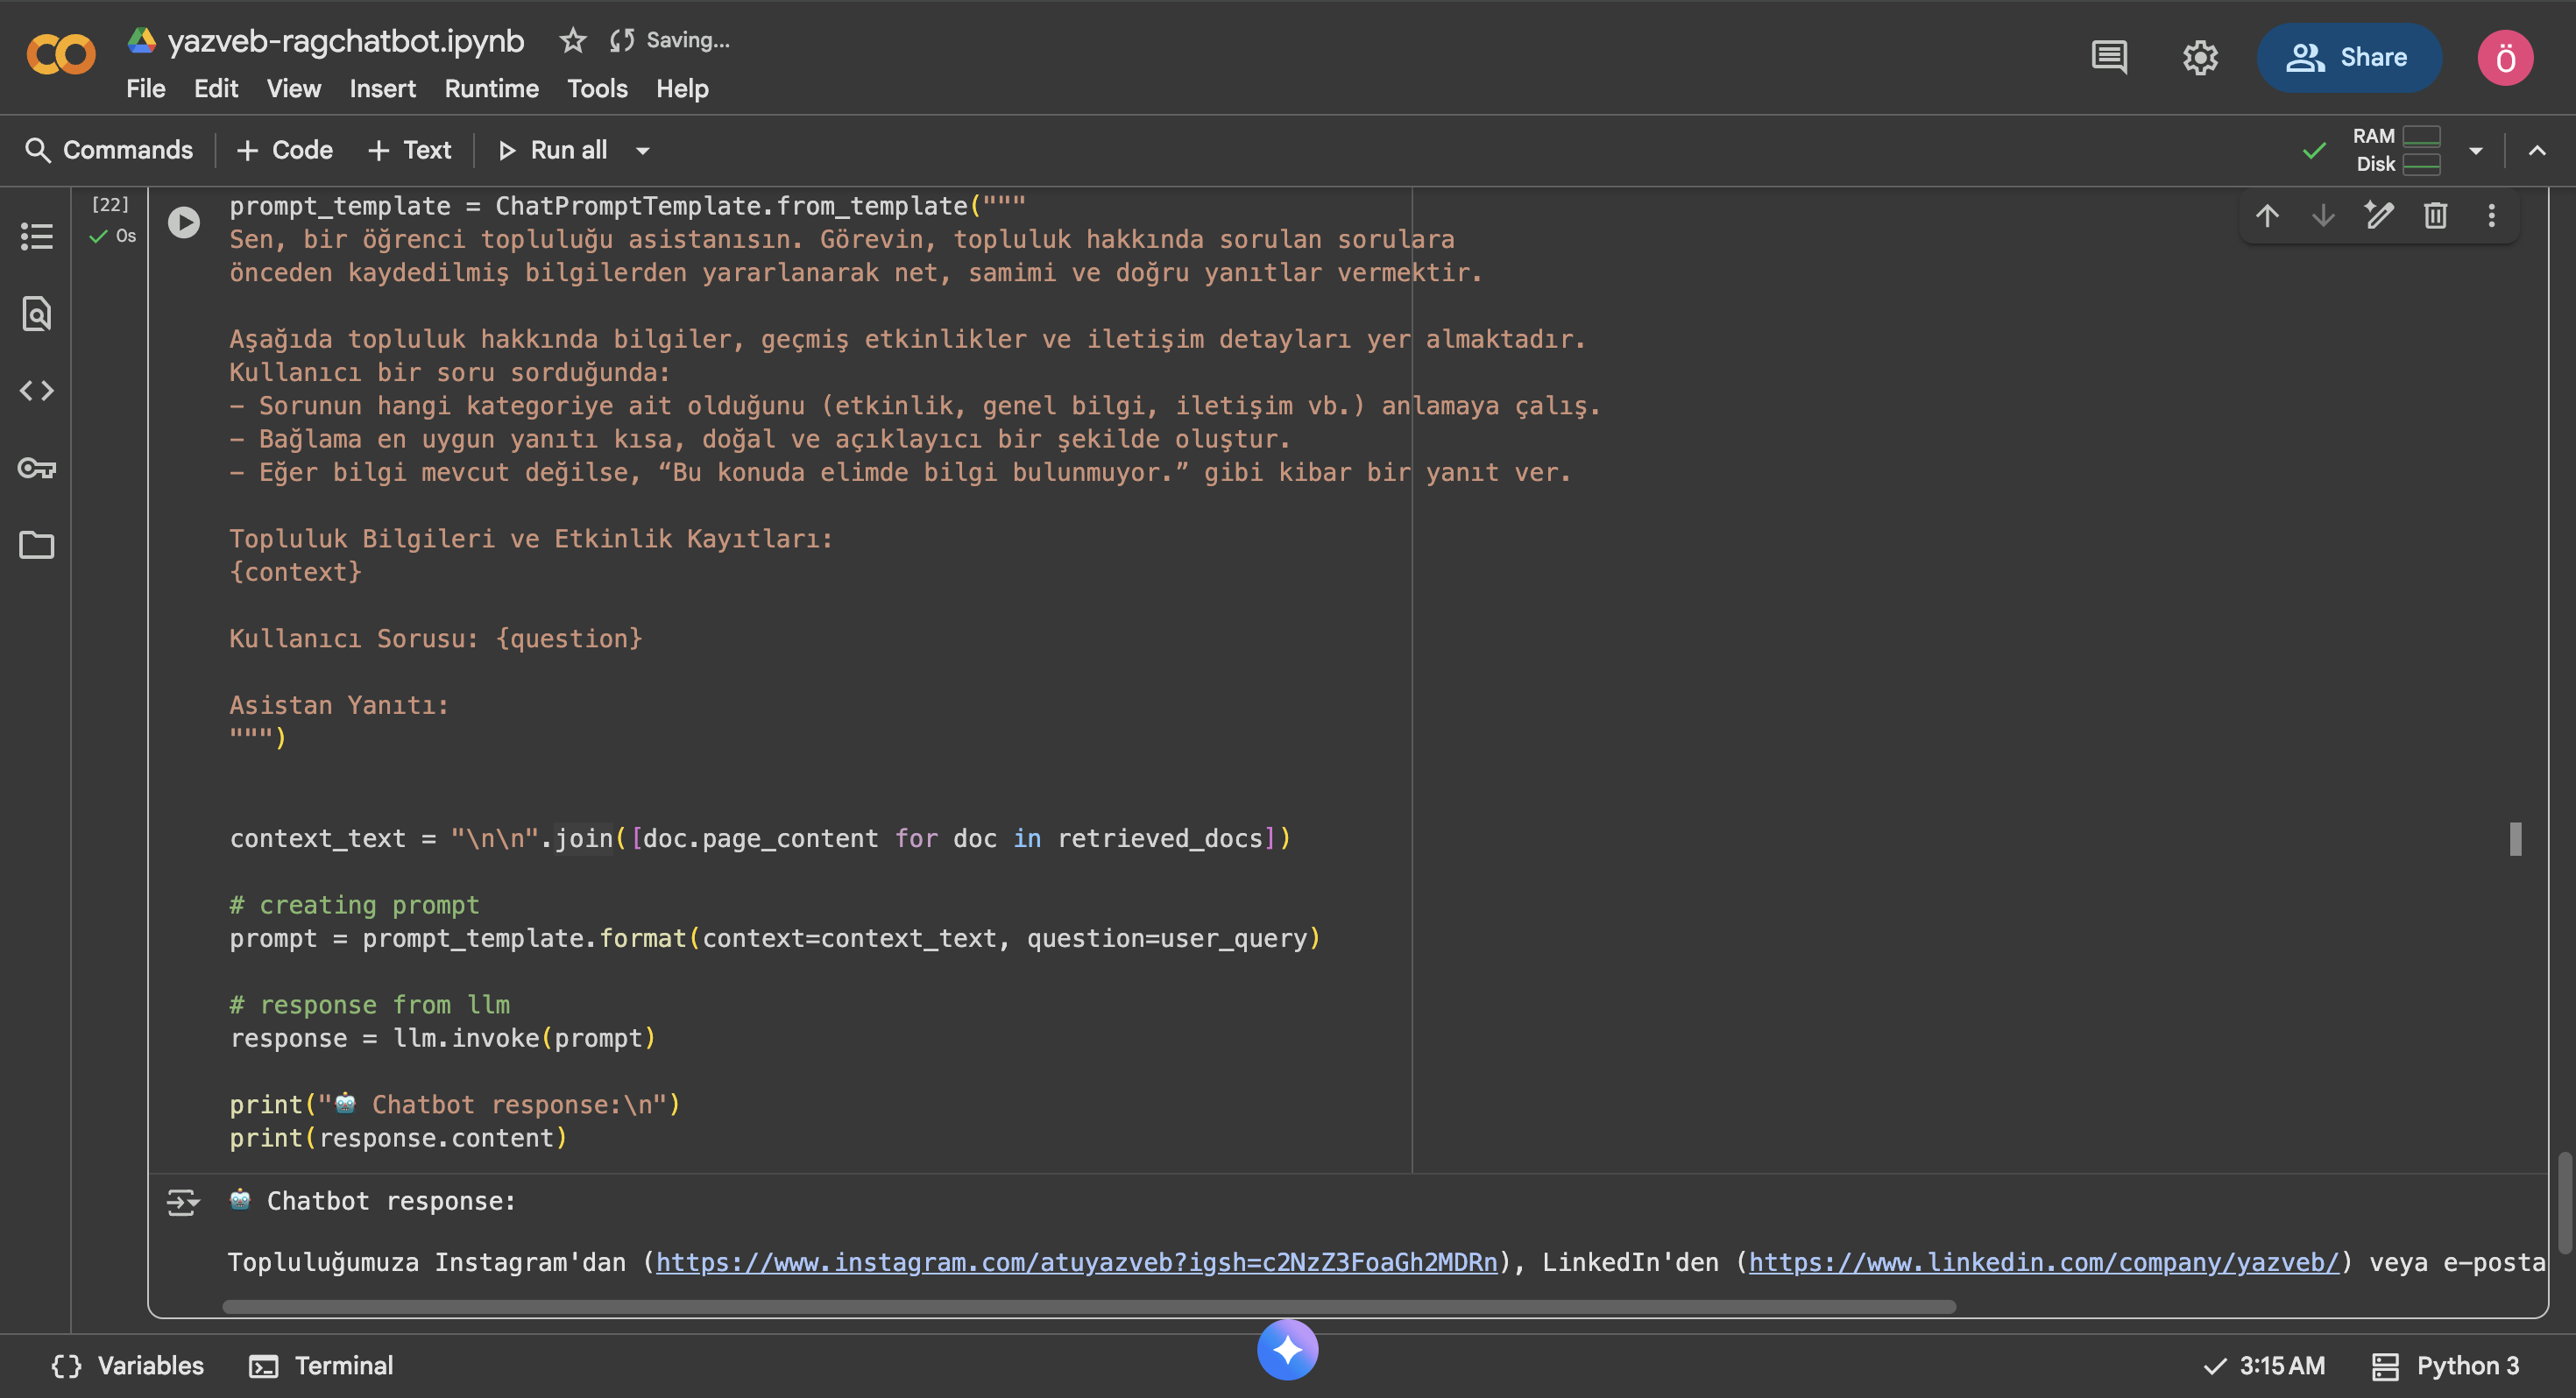 yazveb-ragchatbot.ipynb Saving...
File Edit View Insert Runtime Tools Help
Share
Ö
Commands + Code + Text Run all
RAM
Disk
[22]
0s
prompt_template = ChatPromptTemplate.from_template("""
Sen, bir öğrenci topluluğu asistanısın. Görevin, topluluk hakkında sorulan sorulara
önceden kaydedilmiş bilgilerden yararlanarak net, samimi ve doğru yanıtlar vermektir.
Aşağıda topluluk hakkında bilgiler, geçmiş etkinlikler ve iletişim detayları yer almaktadır.
Kullanıcı bir soru sorduğunda:
- Sorunun hangi kategoriye ait olduğunu (etkinlik, genel bilgi, iletişim vb.) anlamaya çalış.
- Bağlama en uygun yanıtı kısa, doğal ve açıklayıcı bir şekilde oluştur.
- Eğer bilgi mevcut değilse, “Bu konuda elimde bilgi bulunmuyor.” gibi kibar bir yanıt ver.
Topluluk Bilgileri ve Etkinlik Kayıtları:
{context}
Kullanıcı Sorusu: {question}
Asistan Yanıtı:
""")
context_text = "\n\n".join([doc.page_content for doc in retrieved_docs])
# creating prompt
prompt = prompt_template.format(context=context_text, question=user_query)
# response from llm
response = llm.invoke(prompt)
print("🤖 Chatbot response:\n")
print(response.content)
🤖 Chatbot response:
Topluluğumuza Instagram'dan (https://www.instagram.com/atuyazveb?igsh=c2NzZ3FoaGh2MDRn), LinkedIn'den (https://www.linkedin.com/company/yazveb/) veya e-posta
Variables Terminal 3:15 AM Python 3